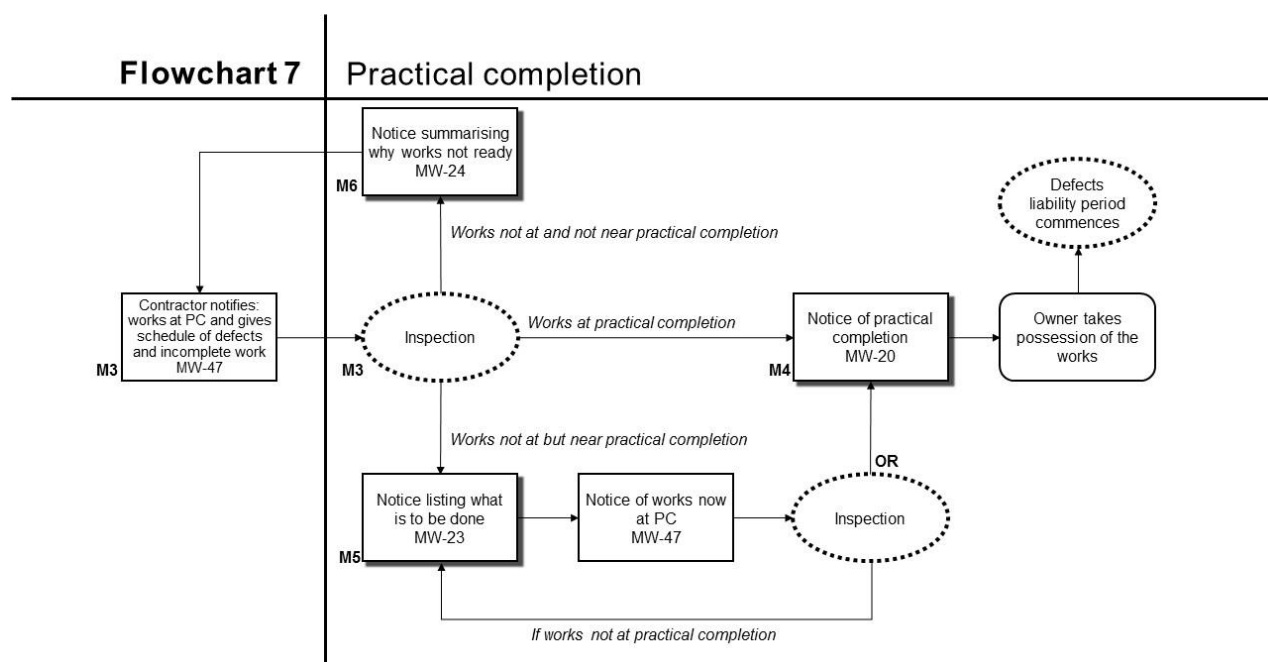 Flowchart 7
Practical completion
Notice summarising
why works not ready
MW-24
M6
Defects
liability period
commences
Works not at and not near practical completion
Contractor notifies:
works at PC and gives
schedule of defects
and incomplete work
MW-47
M3
Inspection
M3
Works at practical completion
Notice of practical
completion
MW-20
M4
Owner takes
possession of the
works
Works not at but near practical completion
OR
Notice listing what
is to be done
MW-23
M5
Notice of works now
at PC
MW-47
Inspection
If works not at practical completion